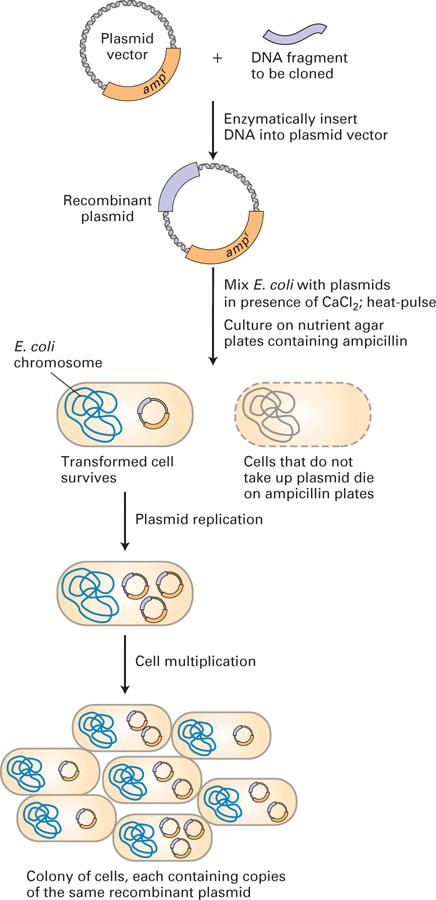 Plasmid
vector
amp^r
+
DNA fragment
to be cloned
Enzymatically insert
DNA into plasmid vector
Recombinant
plasmid
amp^r
Mix E. coli with plasmids
in presence of CaCl₂; heat-pulse
Culture on nutrient agar
plates containing ampicillin
E. coli
chromosome
Transformed cell
survives
Cells that do not
take up plasmid die
on ampicillin plates
Plasmid replication
Cell multiplication
Colony of cells, each containing copies
of the same recombinant plasmid